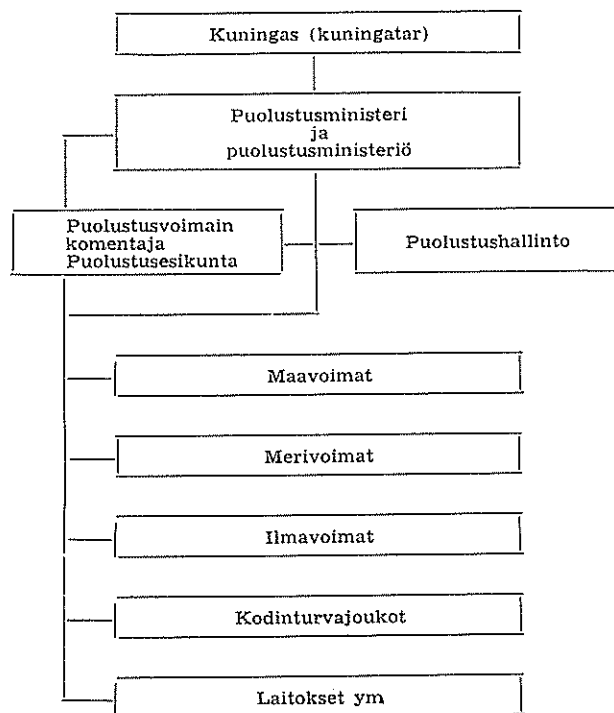 Kuningas (kuningatar)
Puolustusministeri
ja
puolustusministeriö
Puolustusvoimain
komentaja
Puolustusesikunta
Puolustushallinto
Maavoimat
Merivoimat
Ilmavoimat
Kodinturvajoukot
Laitokset ym.